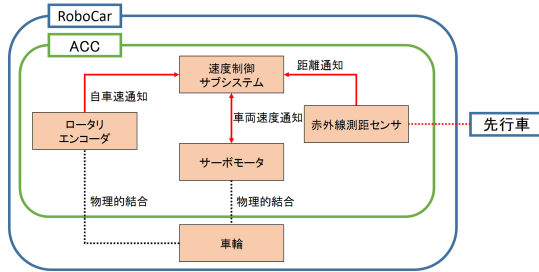 RoboCar
ACC
速度制御
サブシステム
距離通知
自車速通知
ロータリ
エンコーダ
車両速度通知
赤外線測距センサ
先行車
サーボモータ
物理的結合
物理的結合
車輪